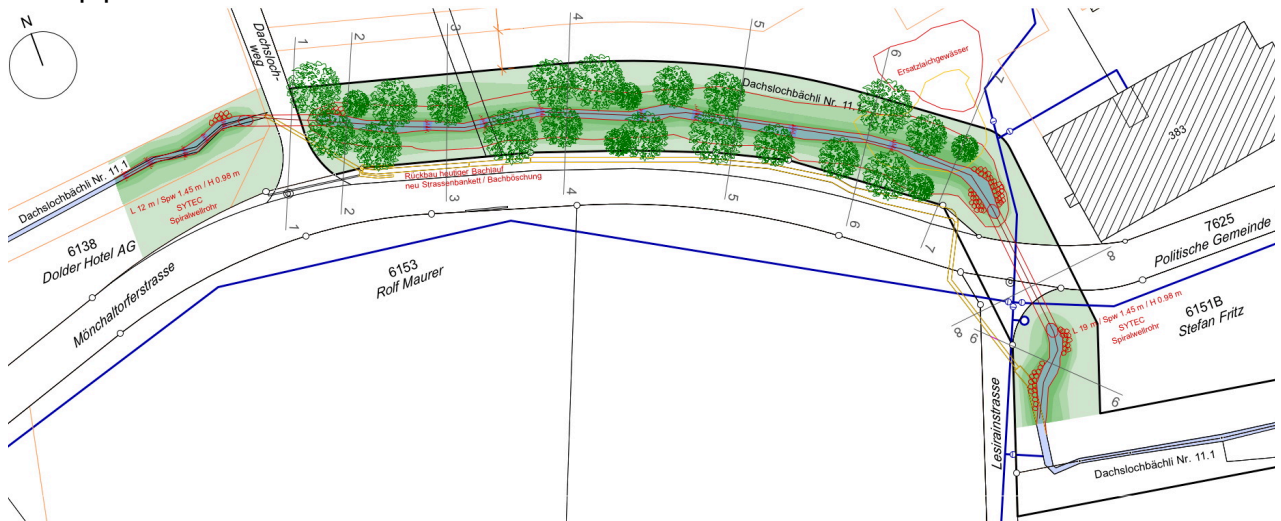 N
Dachsloch-
weg
1
2
3
4
5
6
7
Ersatzlaichgewässer
Dachslochbächli Nr. 11.
383
Dachslochbächli Nr. 11.1
L 12 m / Spw 1.45 m / H 0.98 m
SYTEC
Spiralwellrohr
Rückbau heutiger Bachlauf
neu Strassenbankett / Bachböschung
1
2
3
4
5
6
7
8
6138
Dolder Hotel AG
Mönchaltorferstrasse
6153
Rolf Maurer
7625
Politische Gemeinde
L 19 m / Spw 1.45 m / H 0.98 m
SYTEC
Spiralwellrohr
6151B
Stefan Fritz
8
9
9
Lesirainstrasse
Dachslochbächli Nr. 11.1